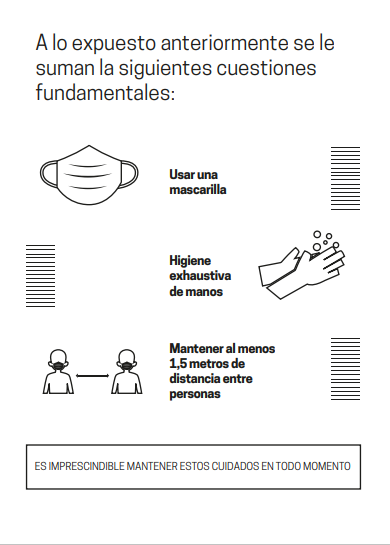 A lo expuesto anteriormente se le
suman la siguientes cuestiones
fundamentales:
Usar una
mascarilla
Higiene
exhaustiva
de manos
Mantener al menos
1,5 metros de
distancia entre
personas
ES IMPRESCINDIBLE MANTENER ESTOS CUIDADOS EN TODO MOMENTO